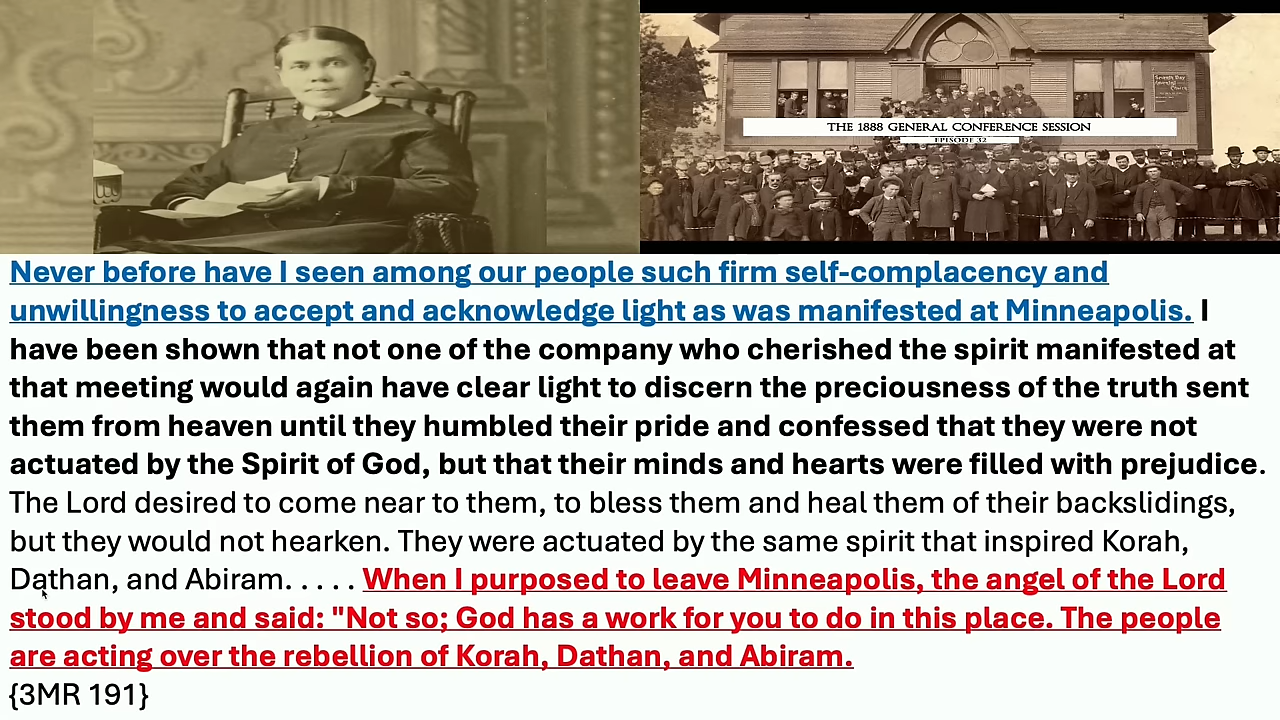 Seventh Day
Adventist
Church
THE 1888 GENERAL CONFERENCE SESSION
EPISODE 32
Never before have I seen among our people such firm self-complacency and
unwillingness to accept and acknowledge light as was manifested at Minneapolis. I
have been shown that not one of the company who cherished the spirit manifested at
that meeting would again have clear light to discern the preciousness of the truth sent
them from heaven until they humbled their pride and confessed that they were not
actuated by the Spirit of God, but that their minds and hearts were filled with prejudice.
The Lord desired to come near to them, to bless them and heal them of their backslidings,
but they would not hearken. They were actuated by the same spirit that inspired Korah,
Dathan, and Abiram. . . . . When I purposed to leave Minneapolis, the angel of the Lord
stood by me and said: "Not so; God has a work for you to do in this place. The people
are acting over the rebellion of Korah, Dathan, and Abiram.
{3MR 191}